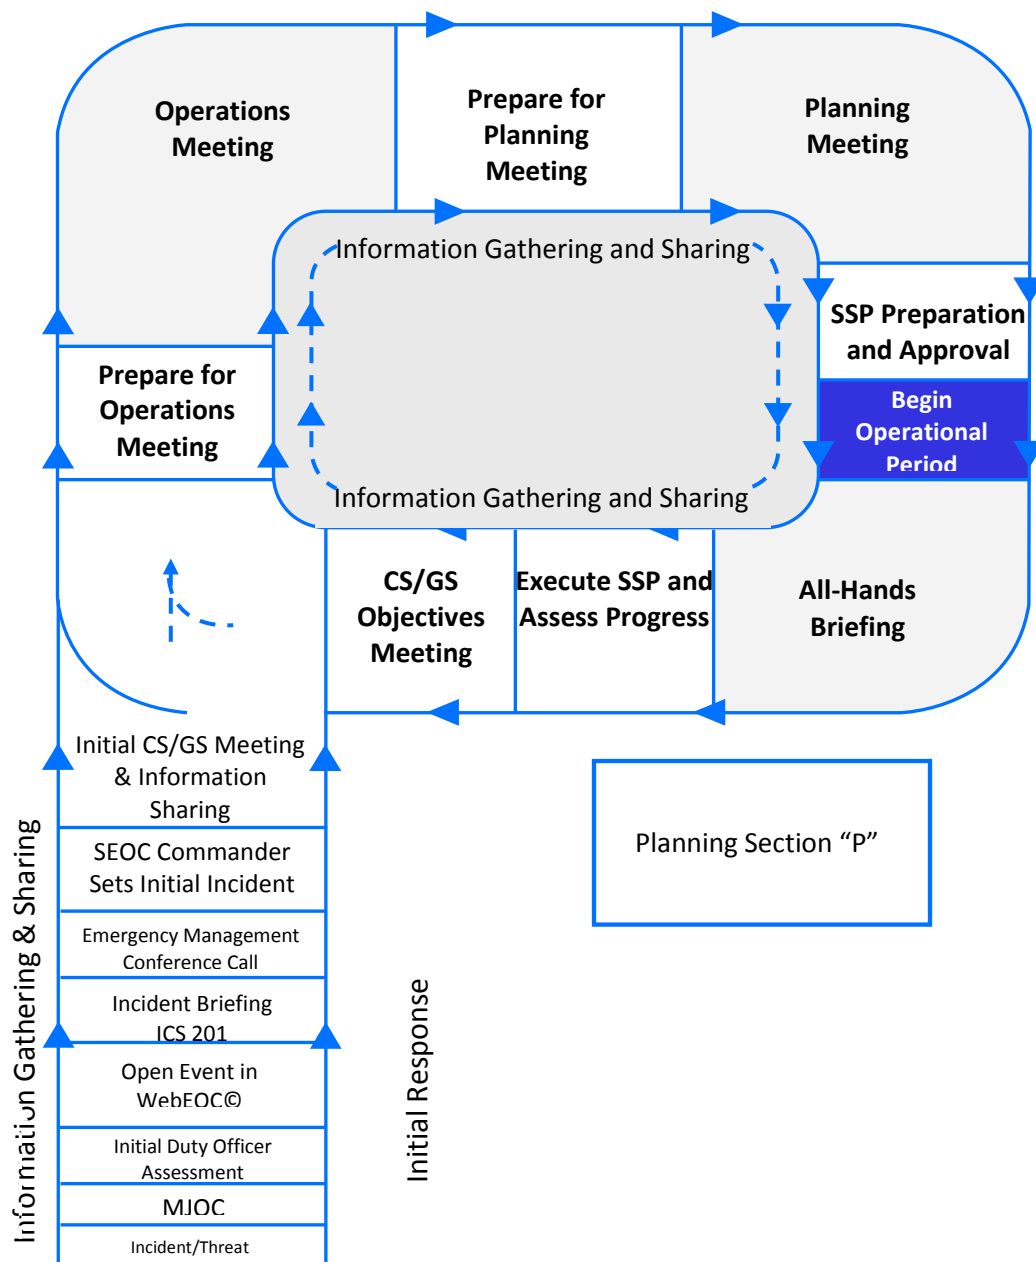 Operations
Meeting
Prepare for
Planning
Meeting
Planning
Meeting
Information Gathering and Sharing
SSP Preparation
and Approval
Prepare for
Operations
Meeting
Begin
Operational
Period
Information Gathering and Sharing
CS/GS
Objectives
Meeting
Execute SSP and
Assess Progress
All-Hands
Briefing
Initial CS/GS Meeting
& Information
Sharing
SEOC Commander
Sets Initial Incident
Emergency Management
Conference Call
Incident Briefing
ICS 201
Open Event in
WebEOC©
Initial Duty Officer
Assessment
MJOC
Incident/Threat
Information Gathering & Sharing
Initial Response
Planning Section “P”